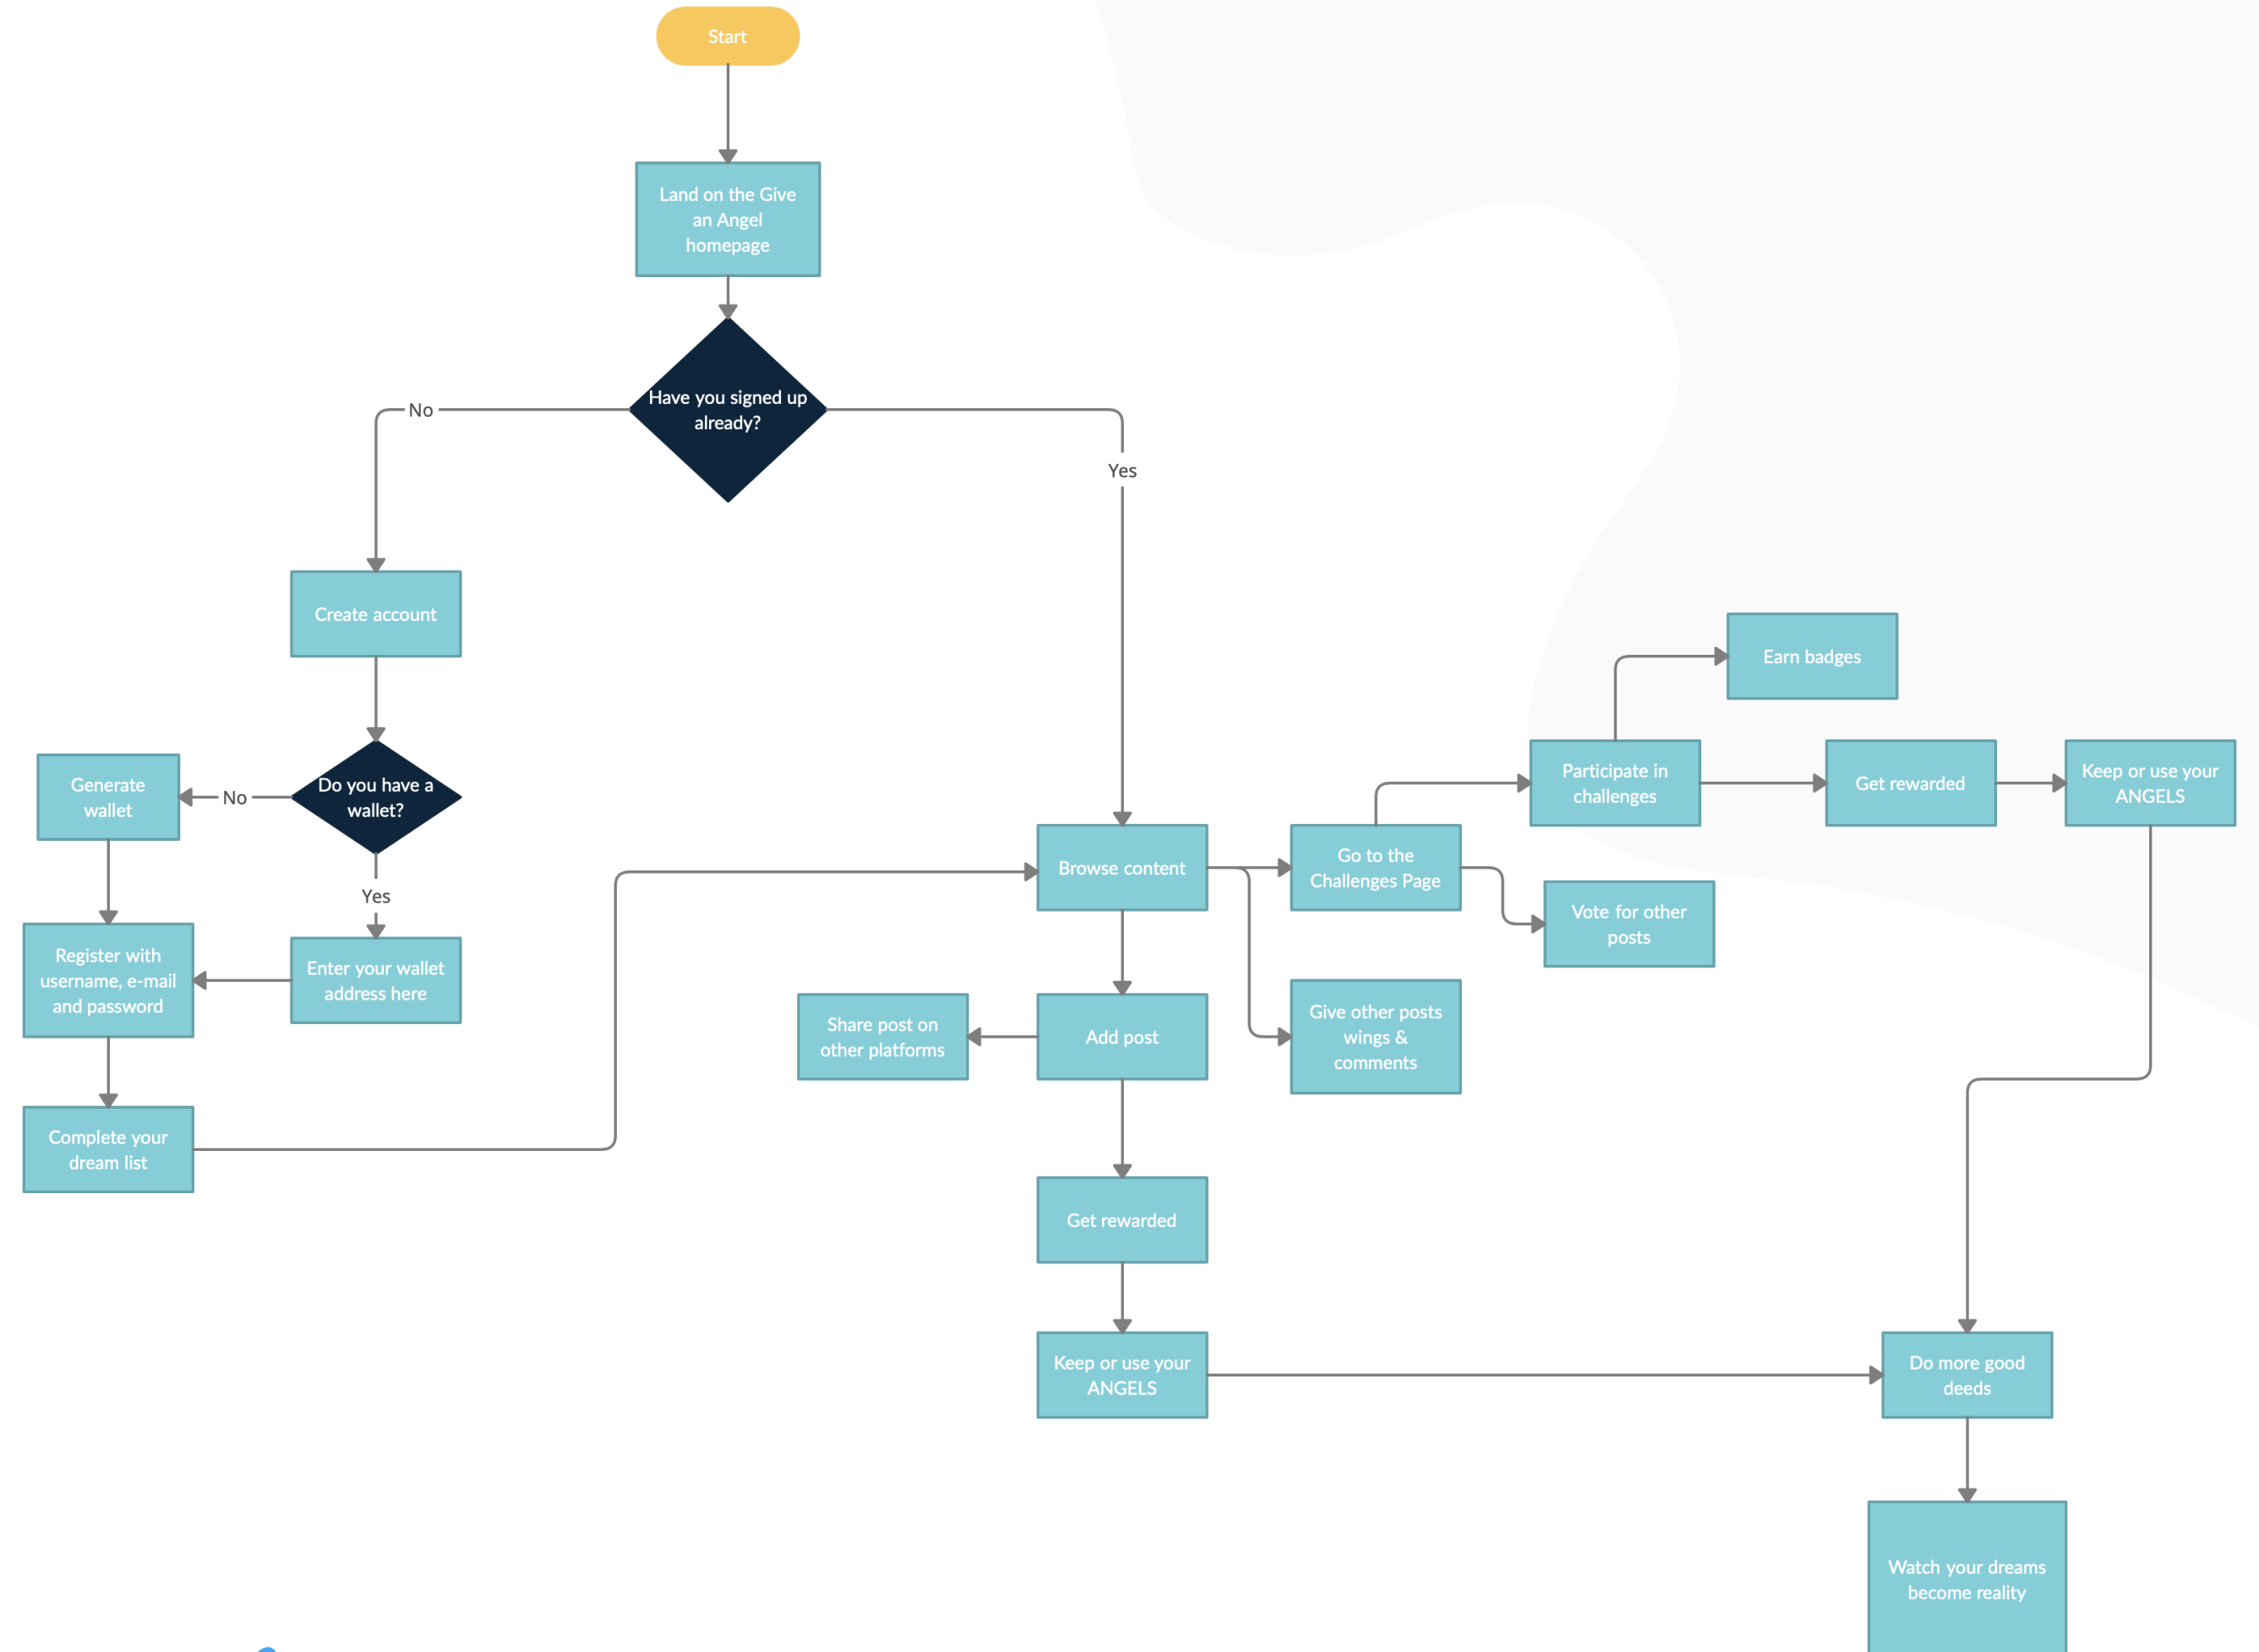 Start
Land on the Give
an Angel
homepage
Have you signed up
already?
No
Yes
Create account
Do you have a
wallet?
No
Generate
wallet
Yes
Enter your wallet
address here
Register with
username, e-mail
and password
Complete your
dream list
Browse content
Go to the
Challenges Page
Participate in
challenges
Earn badges
Get rewarded
Keep or use your
ANGELS
Vote for other
posts
Give other posts
wings &
comments
Add post
Share post on
other platforms
Get rewarded
Keep or use your
ANGELS
Do more good
deeds
Watch your dreams
become reality